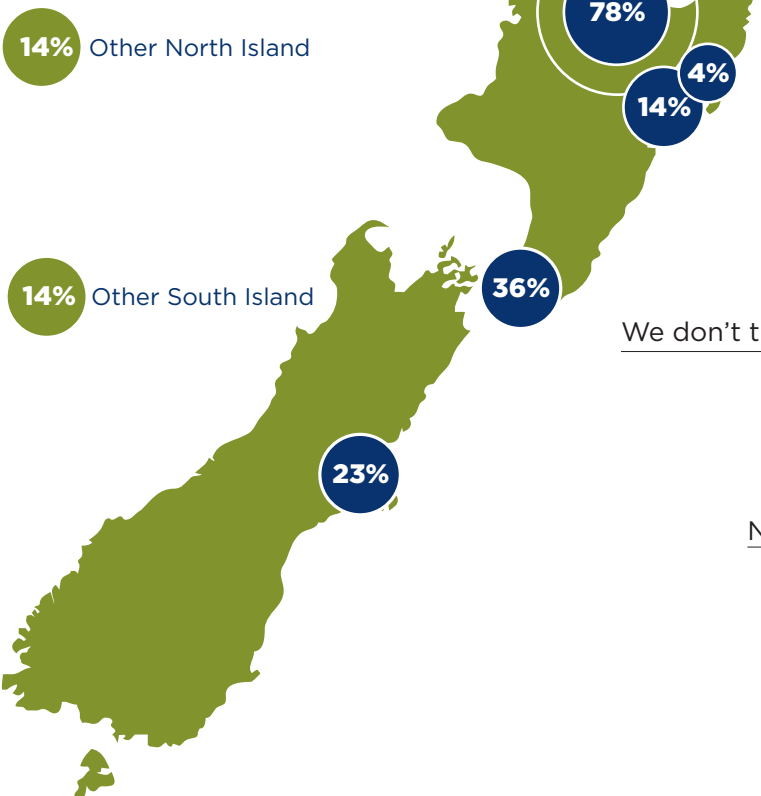 78%
14% Other North Island
4%
14%
14% Other South Island
36%
We don't t
23%
N